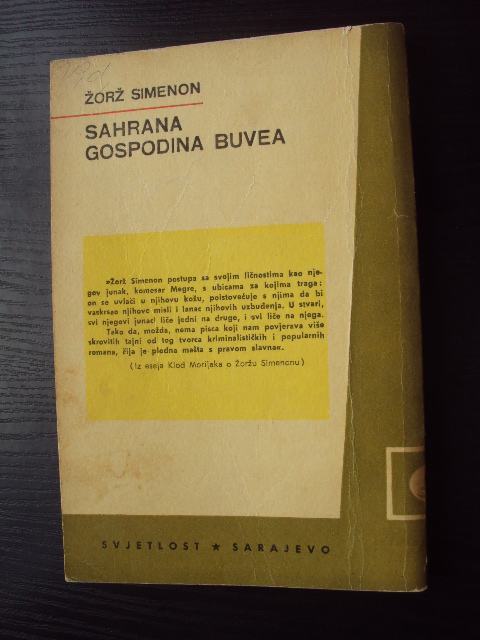 ŽORŽ SIMENON
SAHRANA
GOSPODINA BUVEA
»Žorž Simenon postupa sa svojim ličnostima kao nje-
gov junak, komesar Megre, s ubicama za kojima traga:
on se uvlači u njihovu kožu, poistovećuje s njima da bi
vaskrsao njihove misli i lanac njihovih uzbuđenja. U stvari,
svi njegovi junaci liče jedni na druge, i svi liče na njega.
Tako da, možda, nema pisca koji nam povjerava više
skrovitih tajni od tog tvorca kriminalističkih i popularnih
romana, čija je plodna mašta s pravom slavna«.
(Iz eseja Klod Morijaka o Žoržu Simenonu)
SVJETLOST ★ SARAJEVO